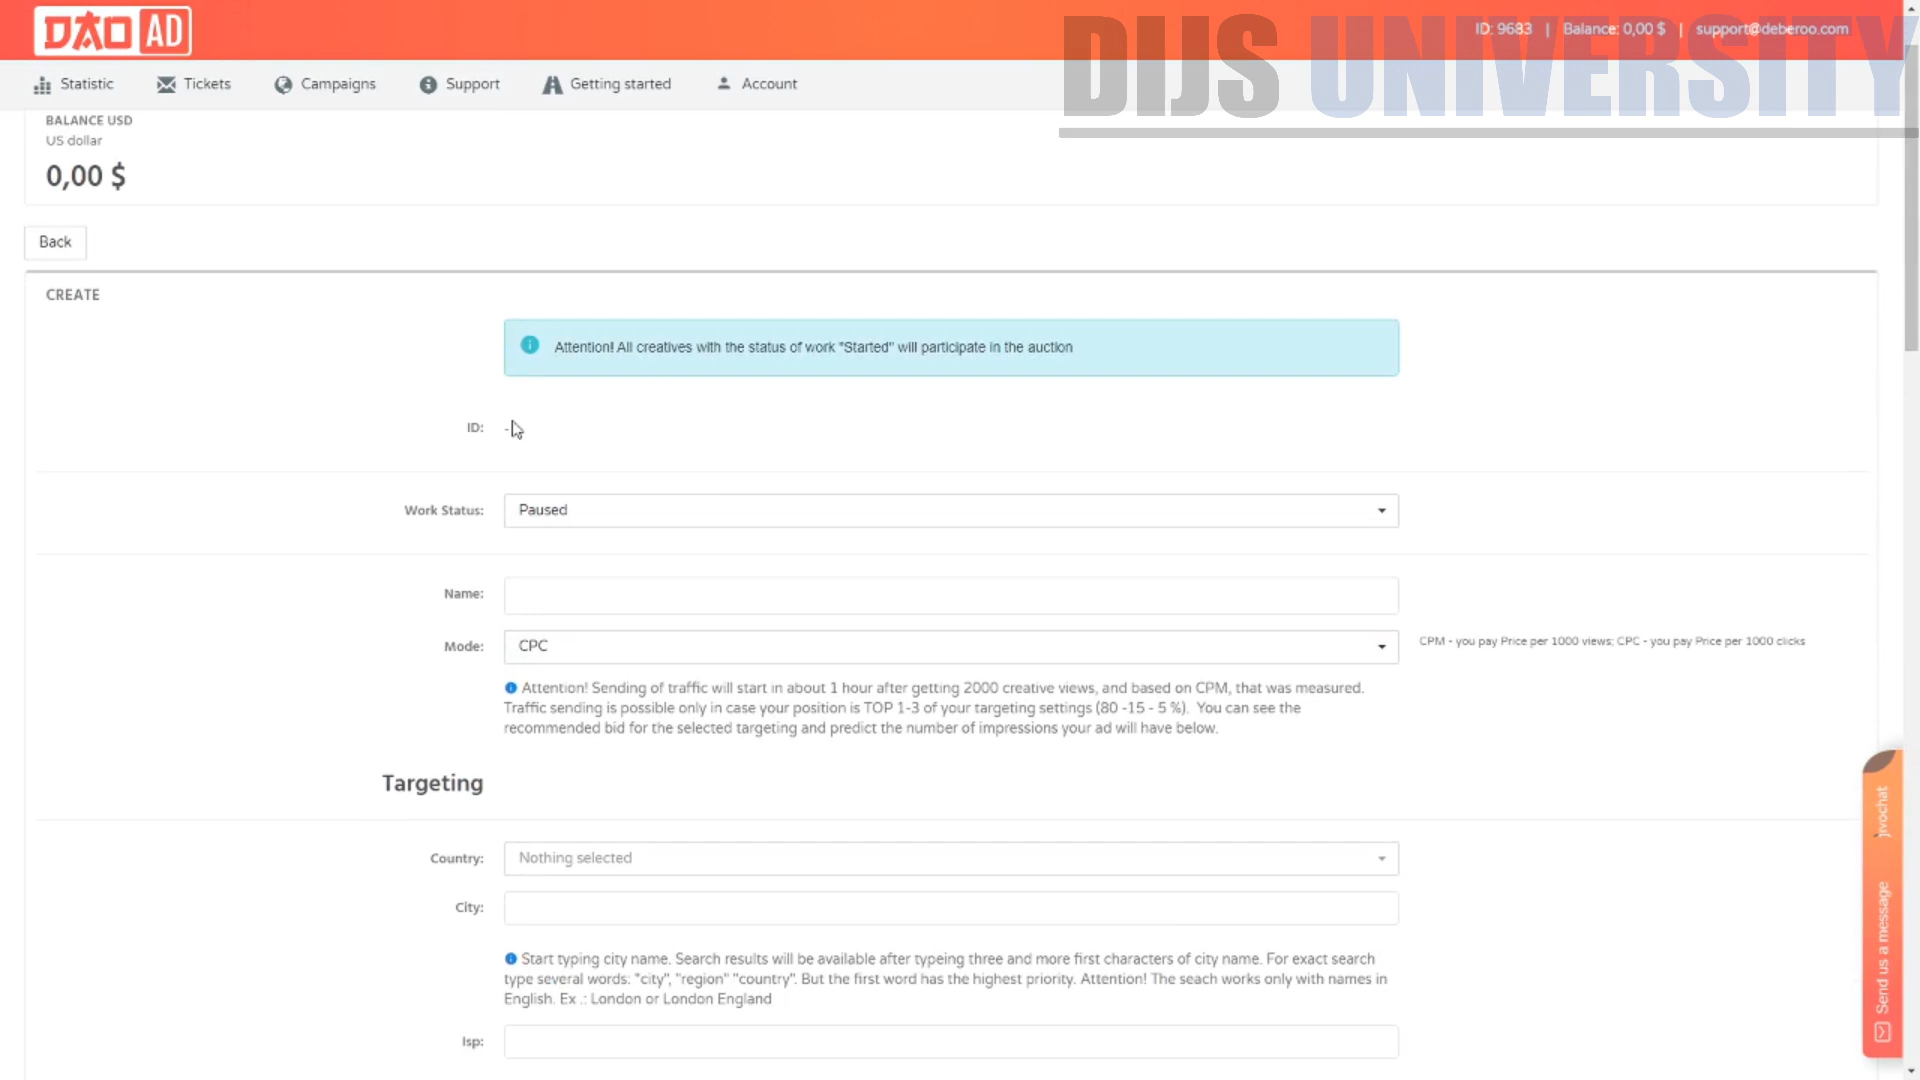 DAO AD
DIJS UNIVERSITY
ID: 9683 | Balance: 0,00 $ | support@deberoo.com
Statistic Tickets Campaigns Support Getting started Account
BALANCE USD
US dollar
0,00 $
Back
CREATE
Attention! All creatives with the status of work "Started" will participate in the auction
ID: -
Work Status: Paused
Name:
Mode: CPC
CPM - you pay Price per 1000 views; CPC - you pay Price per 1000 clicks
Attention! Sending of traffic will start in about 1 hour after getting 2000 creative views, and based on CPM, that was measured.
Traffic sending is possible only in case your position is TOP 1-3 of your targeting settings (80 -15 - 5 %). You can see the
recommended bid for the selected targeting and predict the number of impressions your ad will have below.
Targeting
Country: Nothing selected
City:
Start typing city name. Search results will be available after typeing three and more first characters of city name. For exact search
type several words: "city", "region" "country". But the first word has the highest priority. Attention! The seach works only with names in
English. Ex .: London or London England
Isp:
Send us a message
jivochat